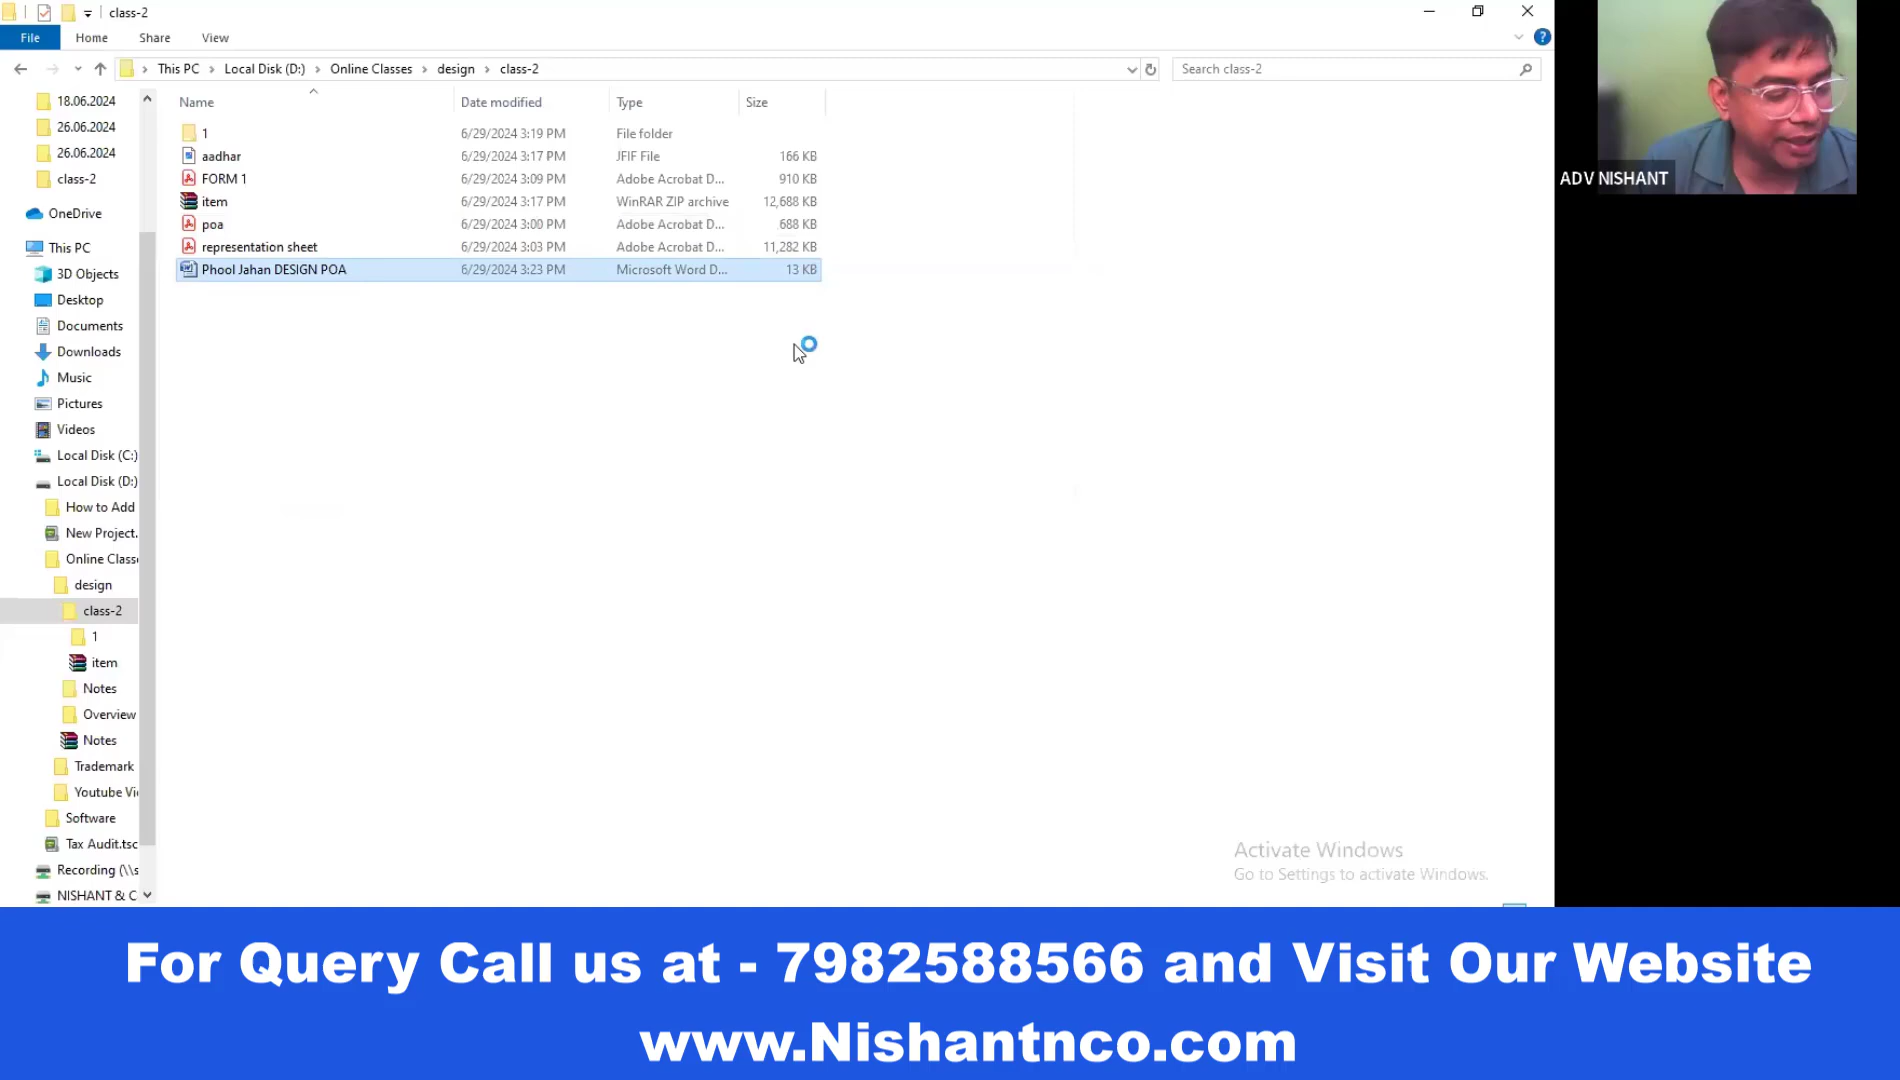 class-2
File Home Share View
This PC Local Disk (D:) Online Classes design class-2 Search class-2
Name Date modified Type Size
1 6/29/2024 3:19 PM File folder
aadhar 6/29/2024 3:17 PM JFIF File 166 KB
FORM 1 6/29/2024 3:09 PM Adobe Acrobat D... 910 KB
item 6/29/2024 3:17 PM WinRAR ZIP archive 12,688 KB
poa 6/29/2024 3:00 PM Adobe Acrobat D... 688 KB
representation sheet 6/29/2024 3:03 PM Adobe Acrobat D... 11,282 KB
Phool Jahan DESIGN POA 6/29/2024 3:23 PM Microsoft Word D... 13 KB
18.06.2024
26.06.2024
26.06.2024
class-2
OneDrive
This PC
3D Objects
Desktop
Documents
Downloads
Music
Pictures
Videos
Local Disk (C:)
Local Disk (D:)
How to Add
New Project.
Online Class
design
class-2
1
item
Notes
Overview
Notes
Trademark
Youtube Vi
Software
Tax Audit.tsc
Recording (\\s
NISHANT & C
ADV NISHANT
Activate Windows
Go to Settings to activate Windows.
For Query Call us at - 7982588566 and Visit Our Website
www.Nishantnco.com